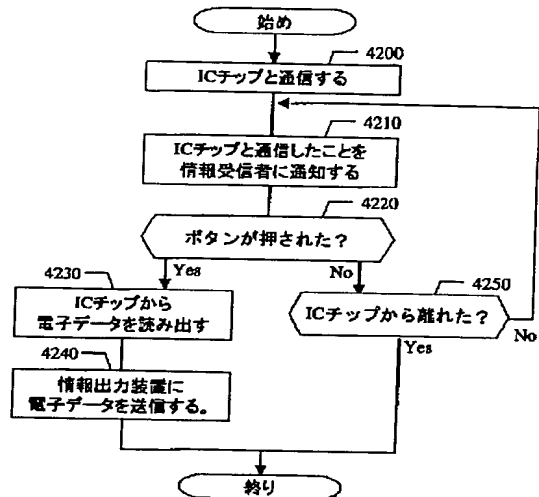 始め
4200
ICチップと通信する
4210
ICチップと通信したことを
情報受信者に通知する
4220
ボタンが押された？
4230
Yes
No
4250
ICチップから
電子データを読み出す
ICチップから離れた？
No
4240
Yes
情報出力装置に
電子データを送信する。
終り